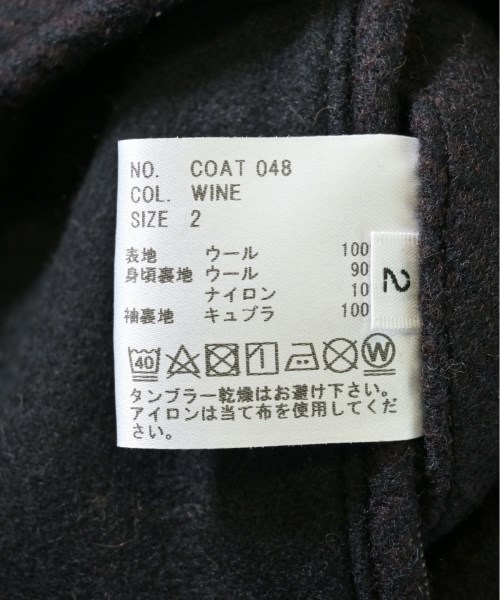 NO. COAT 048
COL. WINE
SIZE 2
表地 ウール 100
身頃裏地 ウール 90
ナイロン 10
袖裏地 キュプラ 100
2
40 W
タンブラー乾燥はお避け下さい。
アイロンは当て布を使用してくだ
さい。